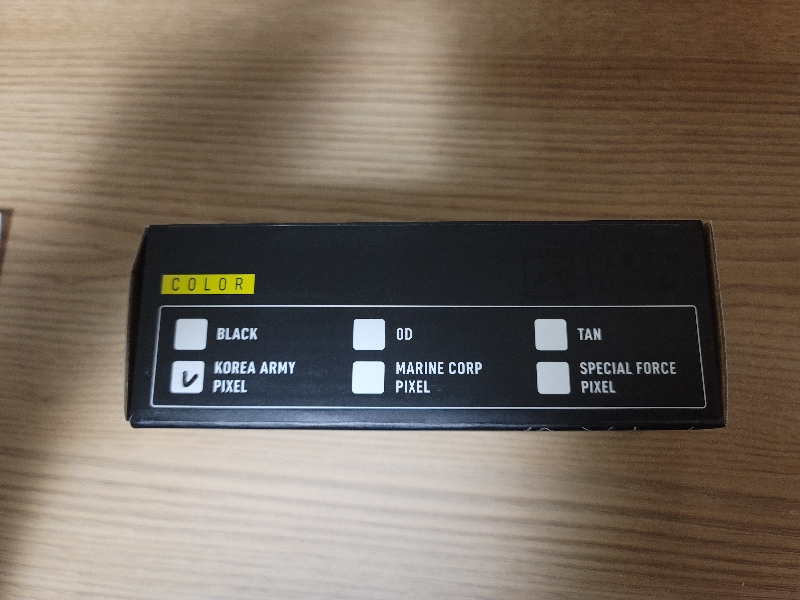 COLOR
BLACK
OD
TAN
KOREA ARMY
PIXEL
MARINE CORP
PIXEL
SPECIAL FORCE
PIXEL